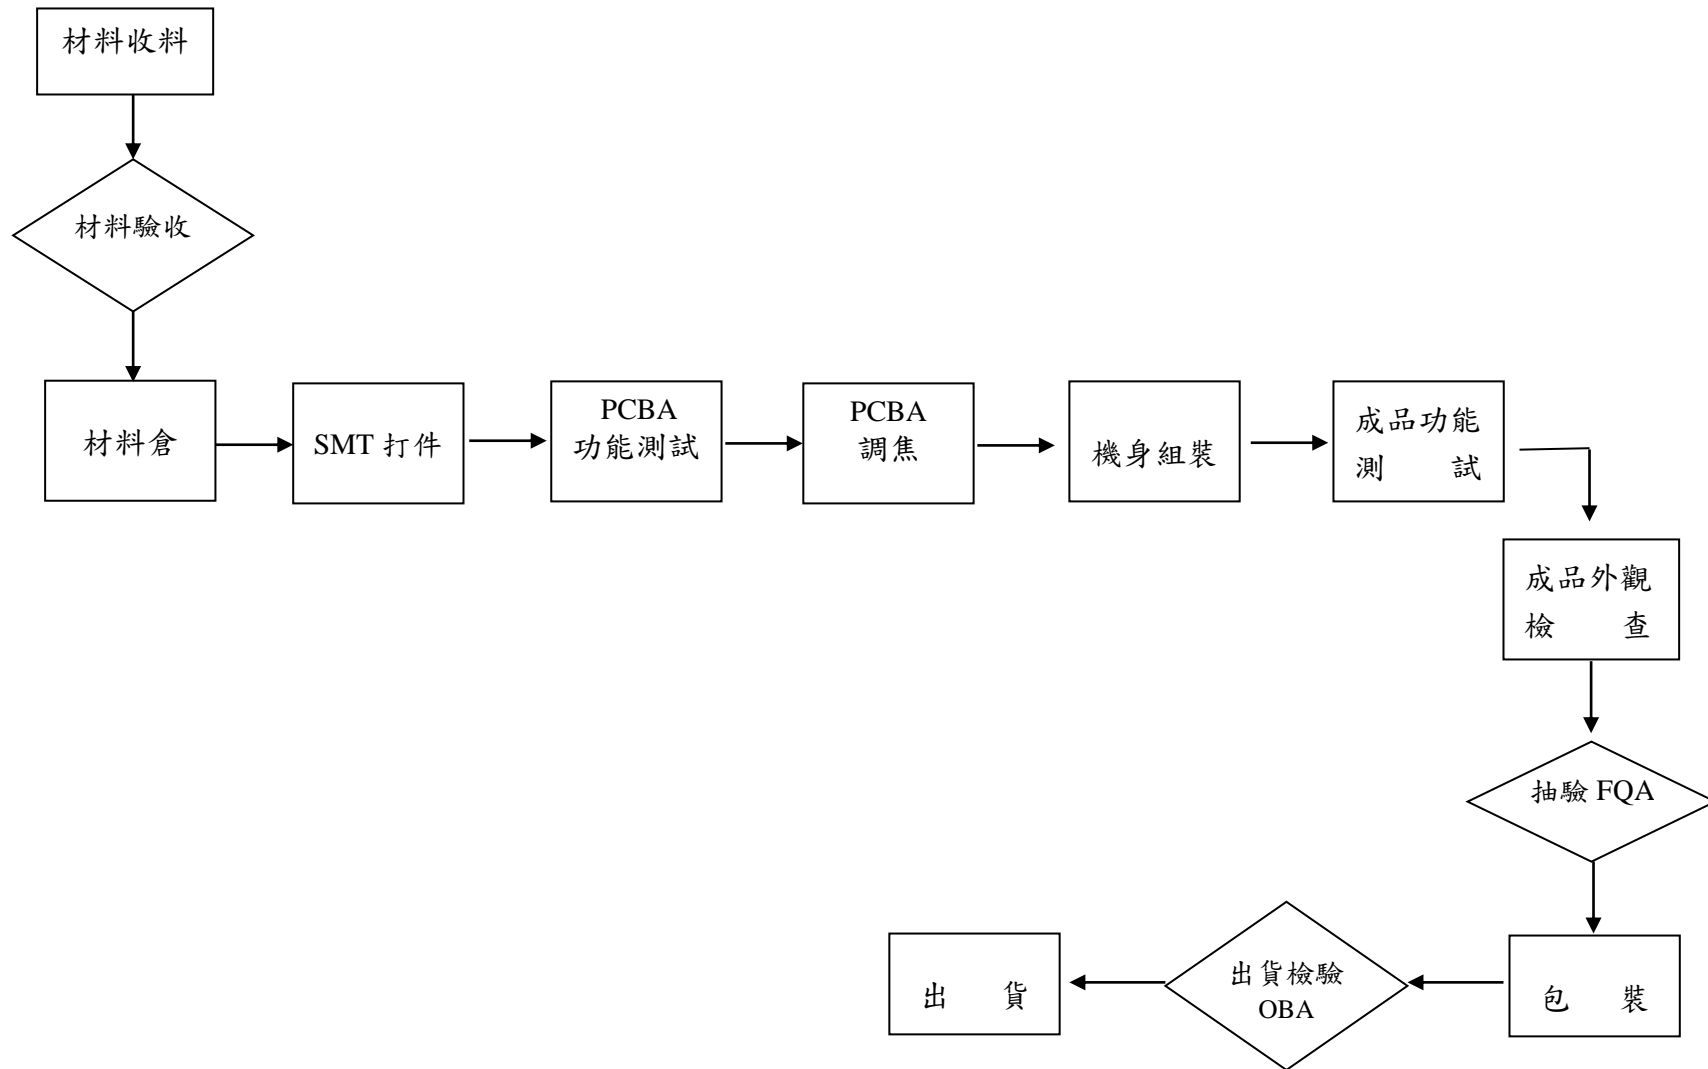 材料收料
材料驗收
材料倉
SMT 打件
PCBA
功能測試
PCBA
調焦
機身組裝
成品功能
測 試
成品外觀
檢 查
抽驗 FQA
包 裝
出貨檢驗
OBA
出 貨